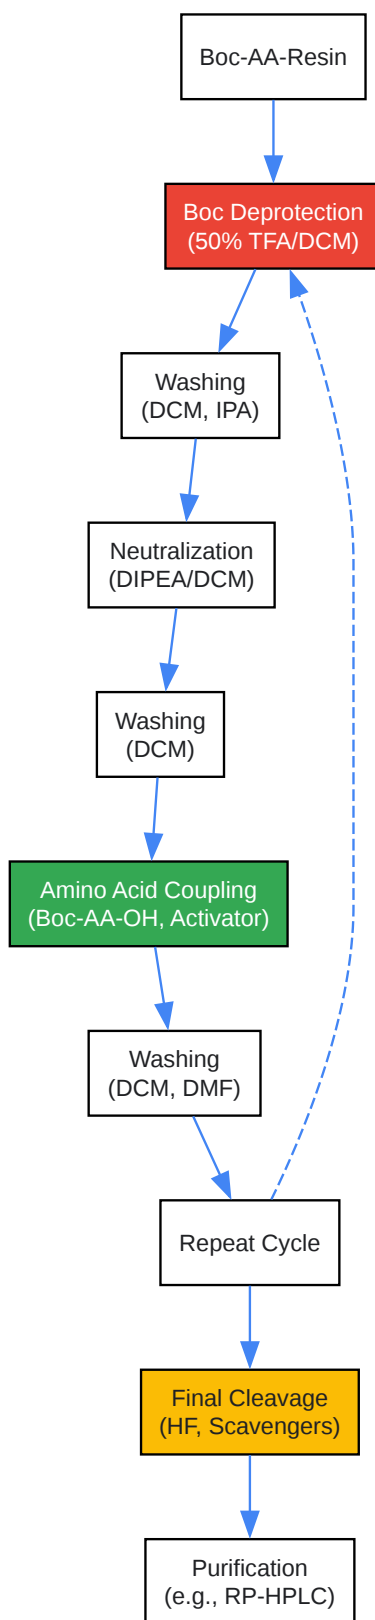 Boc-AA-Resin
Boc Deprotection
(50% TFA/DCM)
Washing
(DCM, IPA)
Neutralization
(DIPEA/DCM)
Washing
(DCM)
Amino Acid Coupling
(Boc-AA-OH, Activator)
Washing
(DCM, DMF)
Repeat Cycle
Final Cleavage
(HF, Scavengers)
Purification
(e.g., RP-HPLC)